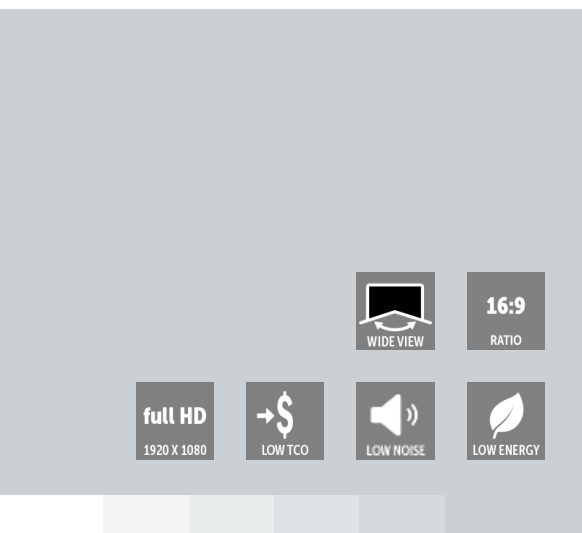 WIDE VIEW
16:9
RATIO
full HD
1920 X 1080
$
LOW TCO
LOW NOISE
LOW ENERGY